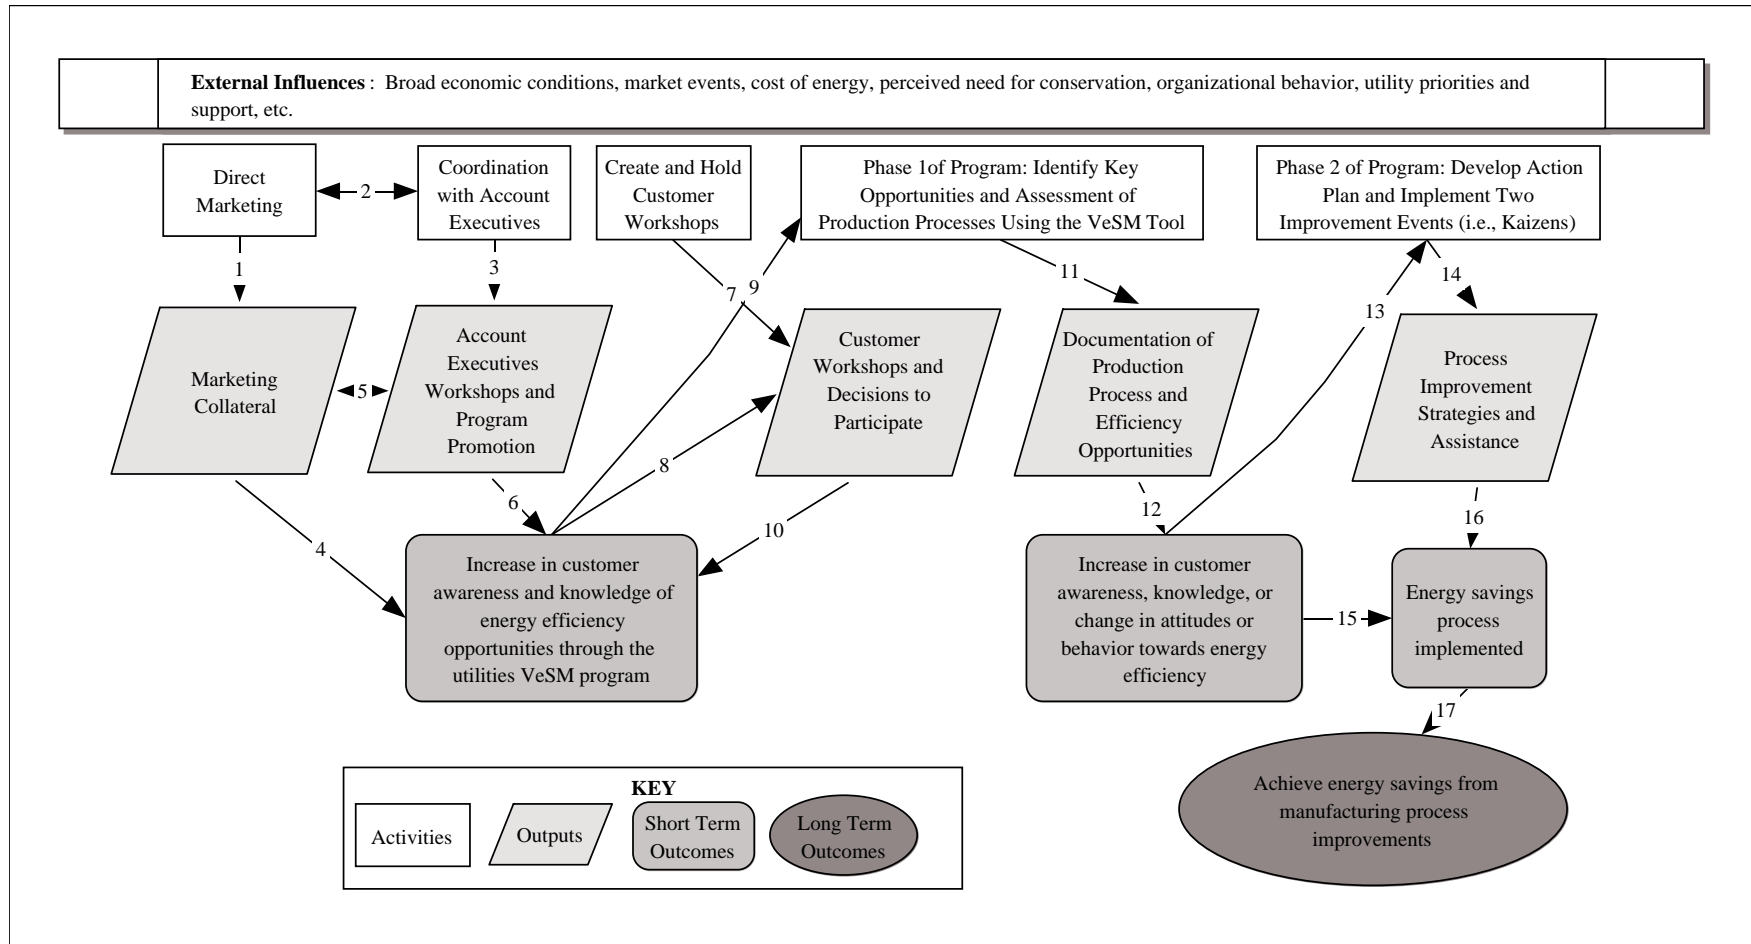 External Influences : Broad economic conditions, market events, cost of energy, perceived need for conservation, organizational behavior, utility priorities and
support, etc.
Direct
Marketing
2
Coordination
with Account
Executives
Create and Hold
Customer
Workshops
Phase 1of Program: Identify Key
Opportunities and Assessment of
Production Processes Using the VeSM Tool
Phase 2 of Program: Develop Action
Plan and Implement Two
Improvement Events (i.e., Kaizens)
1
3
7
9
11
13
14
Marketing
Collateral
5
Account
Executives
Workshops and
Program
Promotion
Customer
Workshops and
Decisions to
Participate
Documentation of
Production
Process and
Efficiency
Opportunities
Process
Improvement
Strategies and
Assistance
4
6
8
10
12
16
Increase in customer
awareness and knowledge of
energy efficiency
opportunities through the
utilities VeSM program
Increase in customer
awareness, knowledge, or
change in attitudes or
behavior towards energy
efficiency
15
Energy savings
process
implemented
17
Achieve energy savings from
manufacturing process
improvements
KEY
Activities
Outputs
Short Term
Outcomes
Long Term
Outcomes